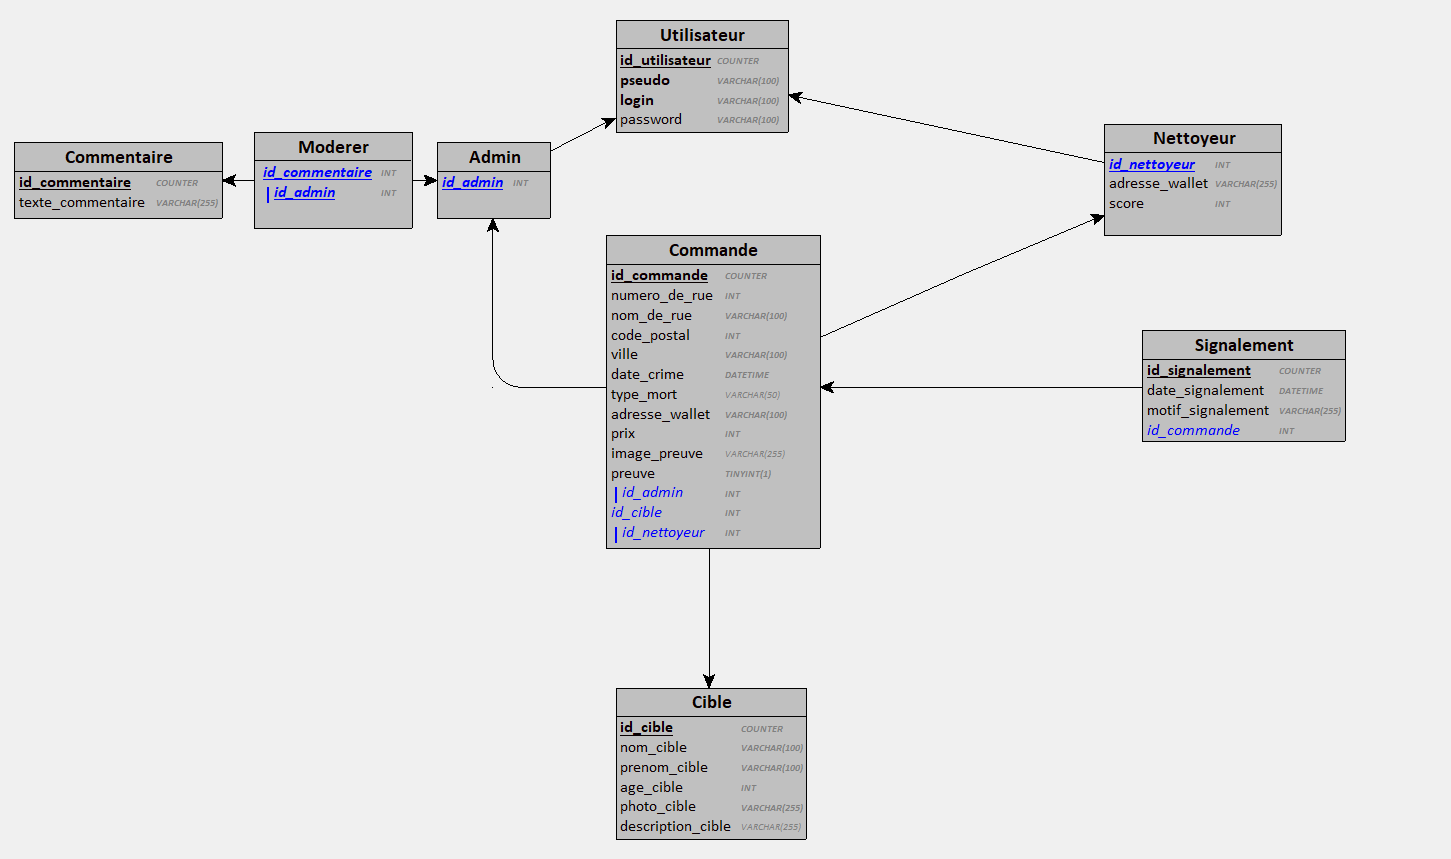 Utilisateur
id_utilisateur COUNTER
pseudo VARCHAR(100)
login VARCHAR(100)
password VARCHAR(100)
Nettoyeur
id_nettoyeur INT
adresse_wallet VARCHAR(255)
score INT
Moderer
id_commentaire INT
id_admin INT
Commentaire
id_commentaire COUNTER
texte_commentaire VARCHAR(255)
Admin
id_admin INT
Commande
id_commande COUNTER
numero_de_rue INT
nom_de_rue VARCHAR(100)
code_postal INT
ville VARCHAR(100)
date_crime DATETIME
type_mort VARCHAR(50)
adresse_wallet VARCHAR(100)
prix INT
image_preuve VARCHAR(255)
preuve TINYINT(1)
id_admin INT
id_cible INT
id_nettoyeur INT
Signalement
id_signalement COUNTER
date_signalement DATETIME
motif_signalement VARCHAR(255)
id_commande INT
Cible
id_cible COUNTER
nom_cible VARCHAR(100)
prenom_cible VARCHAR(100)
age_cible INT
photo_cible VARCHAR(255)
description_cible VARCHAR(255)